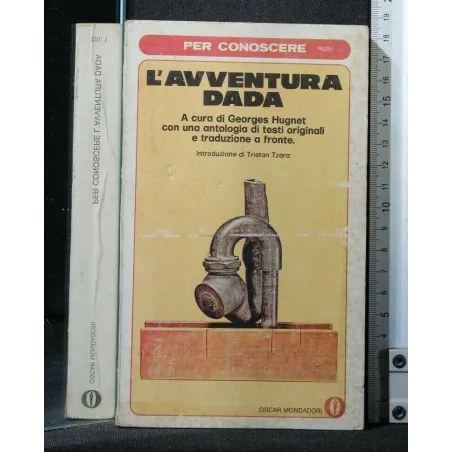 PER CONOSCERE
L'AVVENTURA
DADA
A cura di Georges Hugnet
con una antologia di testi originali
e traduzione a fronte.
Introduzione di Tristan Tzara
OSCAR MONDADORI
PER CONOSCERE L'AVVENTURA DADA
OSCAR MONDADORI
15